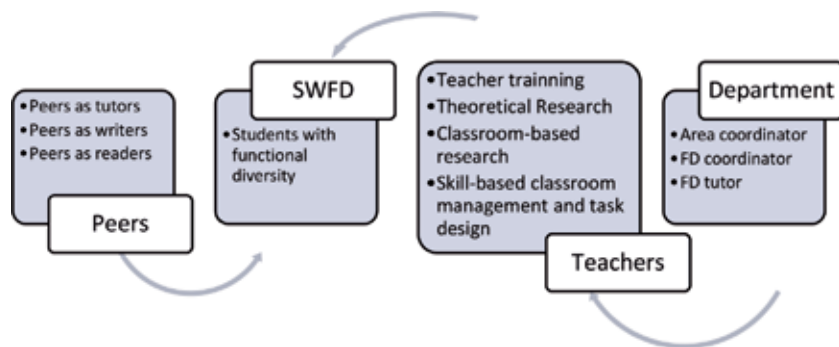 •Peers as tutors
•Peers as writers
•Peers as readers
Peers
SWFD
•Students with
functional
diversity
•Teacher trainning
•Theoretical Research
•Classroom-based
research
•Skill-based classroom
management and task
design
Teachers
Department
•Area coordinator
•FD coordinator
•FD tutor